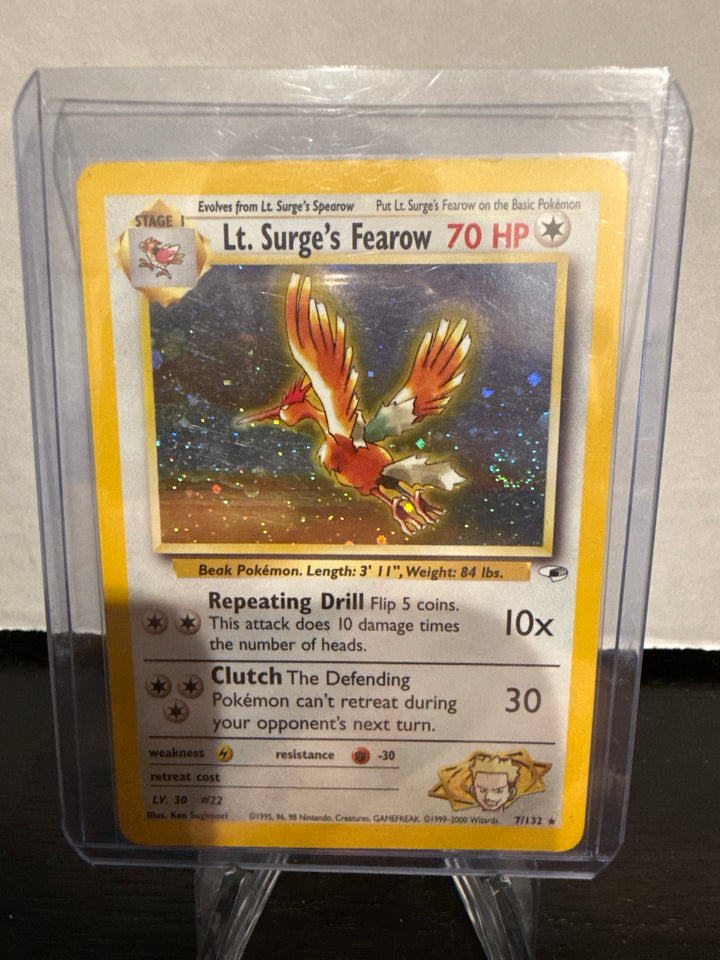 Evolves from Lt. Surge's Spearow Put Lt. Surge's Fearow on the Basic Pokémon
STAGE 1
Lt. Surge's Fearow 70 HP
Beak Pokémon. Length: 3' 11", Weight: 84 lbs.
Repeating Drill Flip 5 coins.
This attack does 10 damage times
the number of heads.
10x
Clutch The Defending
Pokémon can't retreat during
your opponent's next turn.
30
weakness resistance -30
retreat cost
LV. 30 #22
Illus. Ken Sugimori ©1995, 96, 98 Nintendo, Creatures, GAMEFREAK. ©1999-2000 Wizards. 7/132